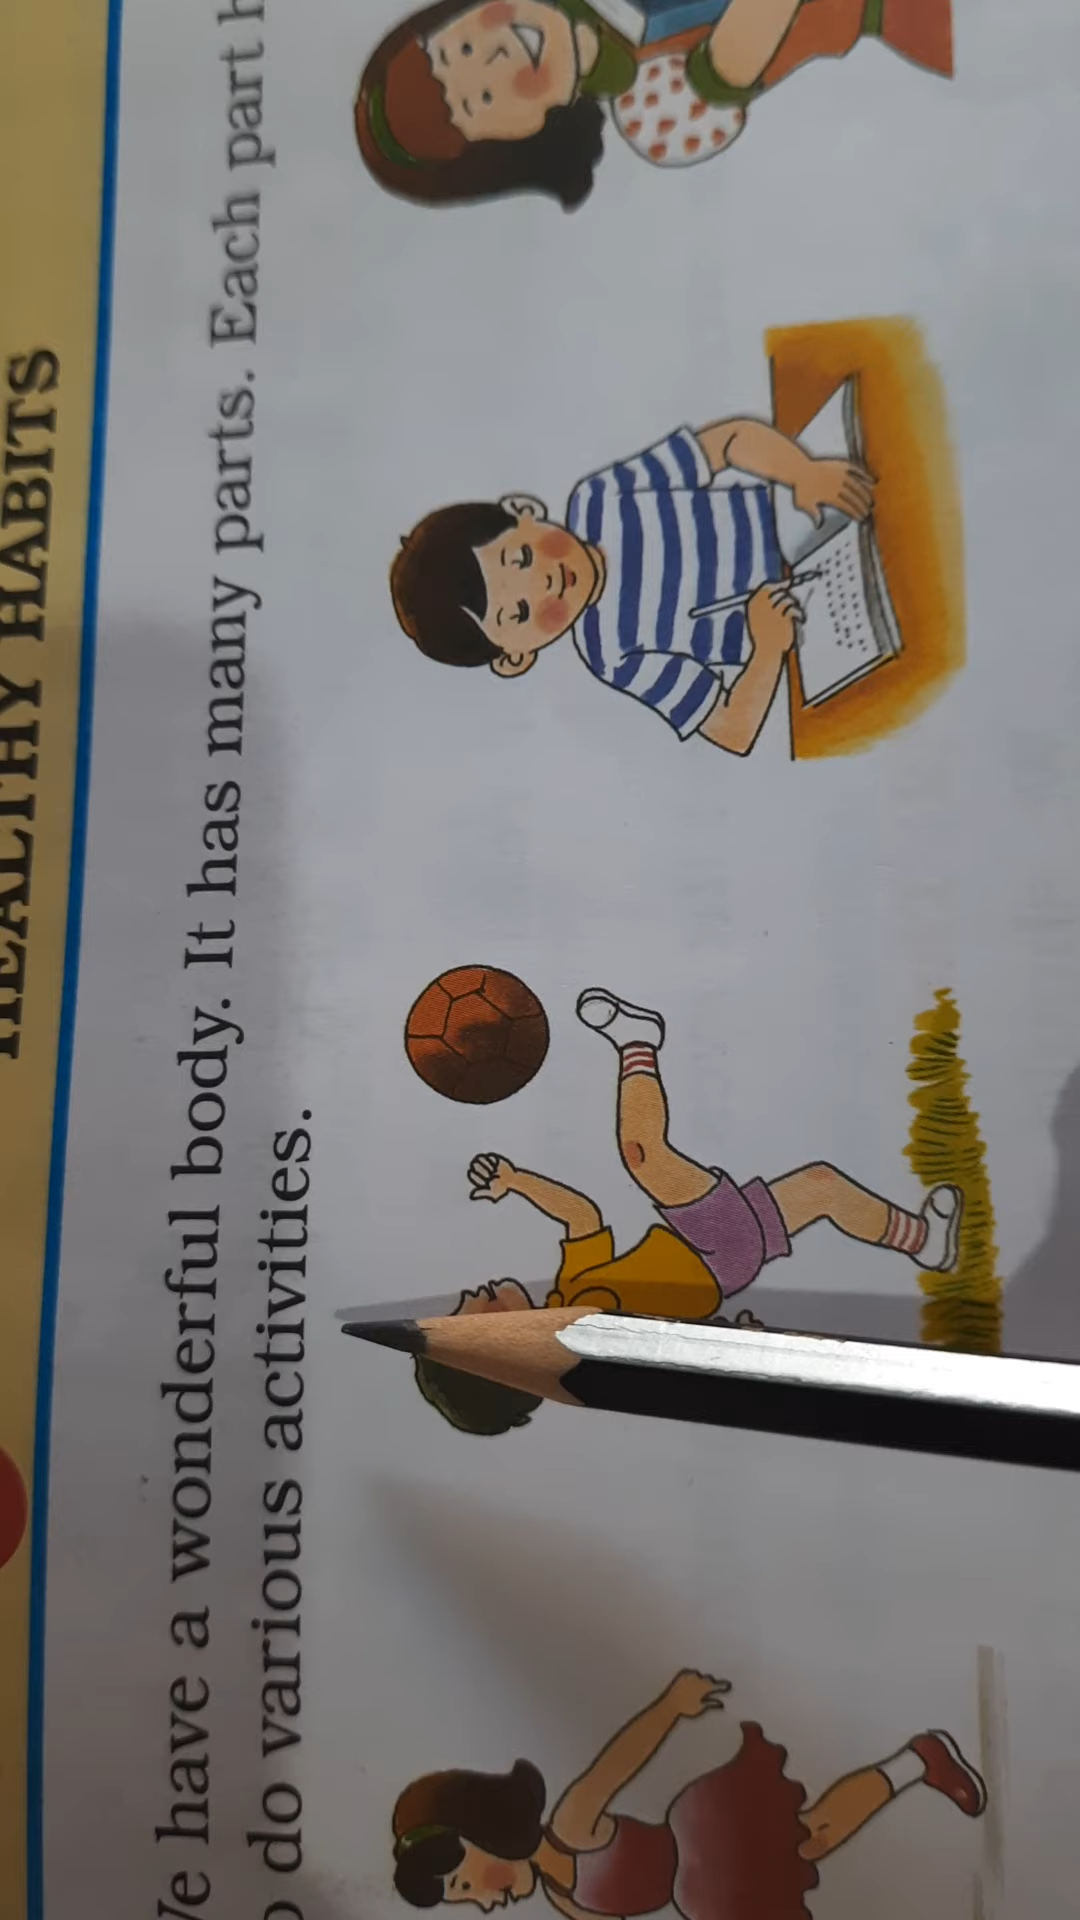 HEALTHY HABITS
We have a wonderful body. It has many parts. Each part
do various activities.